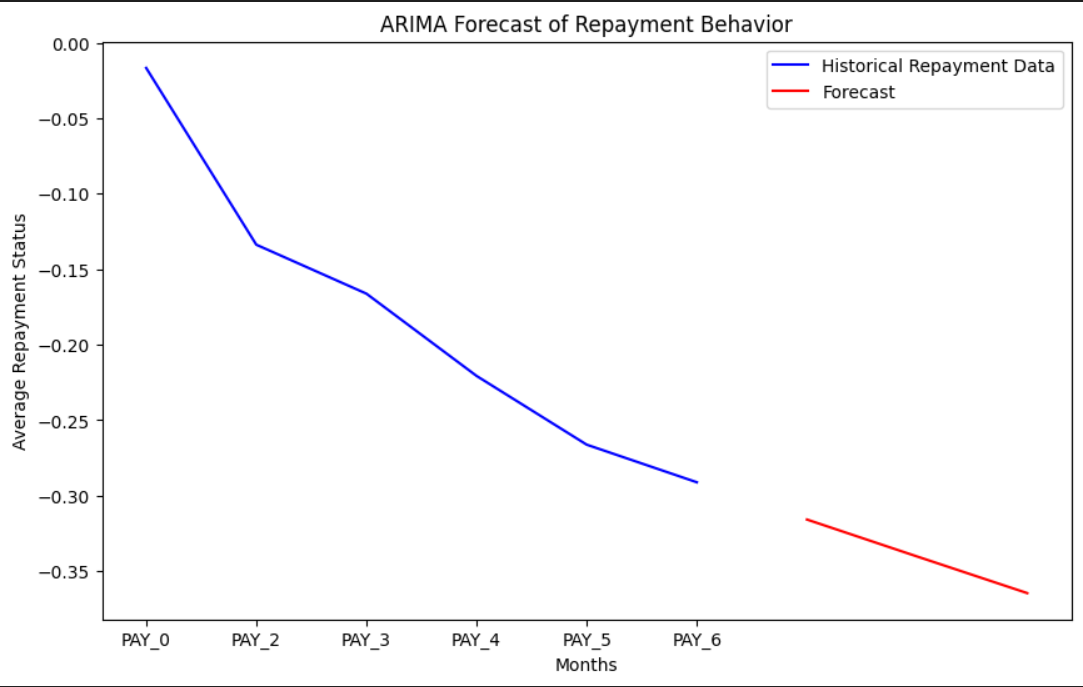 ARIMA Forecast of Repayment Behavior
Historical Repayment Data
Forecast
Average Repayment Status
0.00
−0.05
−0.10
−0.15
−0.20
−0.25
−0.30
−0.35
PAY_0 PAY_2 PAY_3 PAY_4 PAY_5 PAY_6
Months